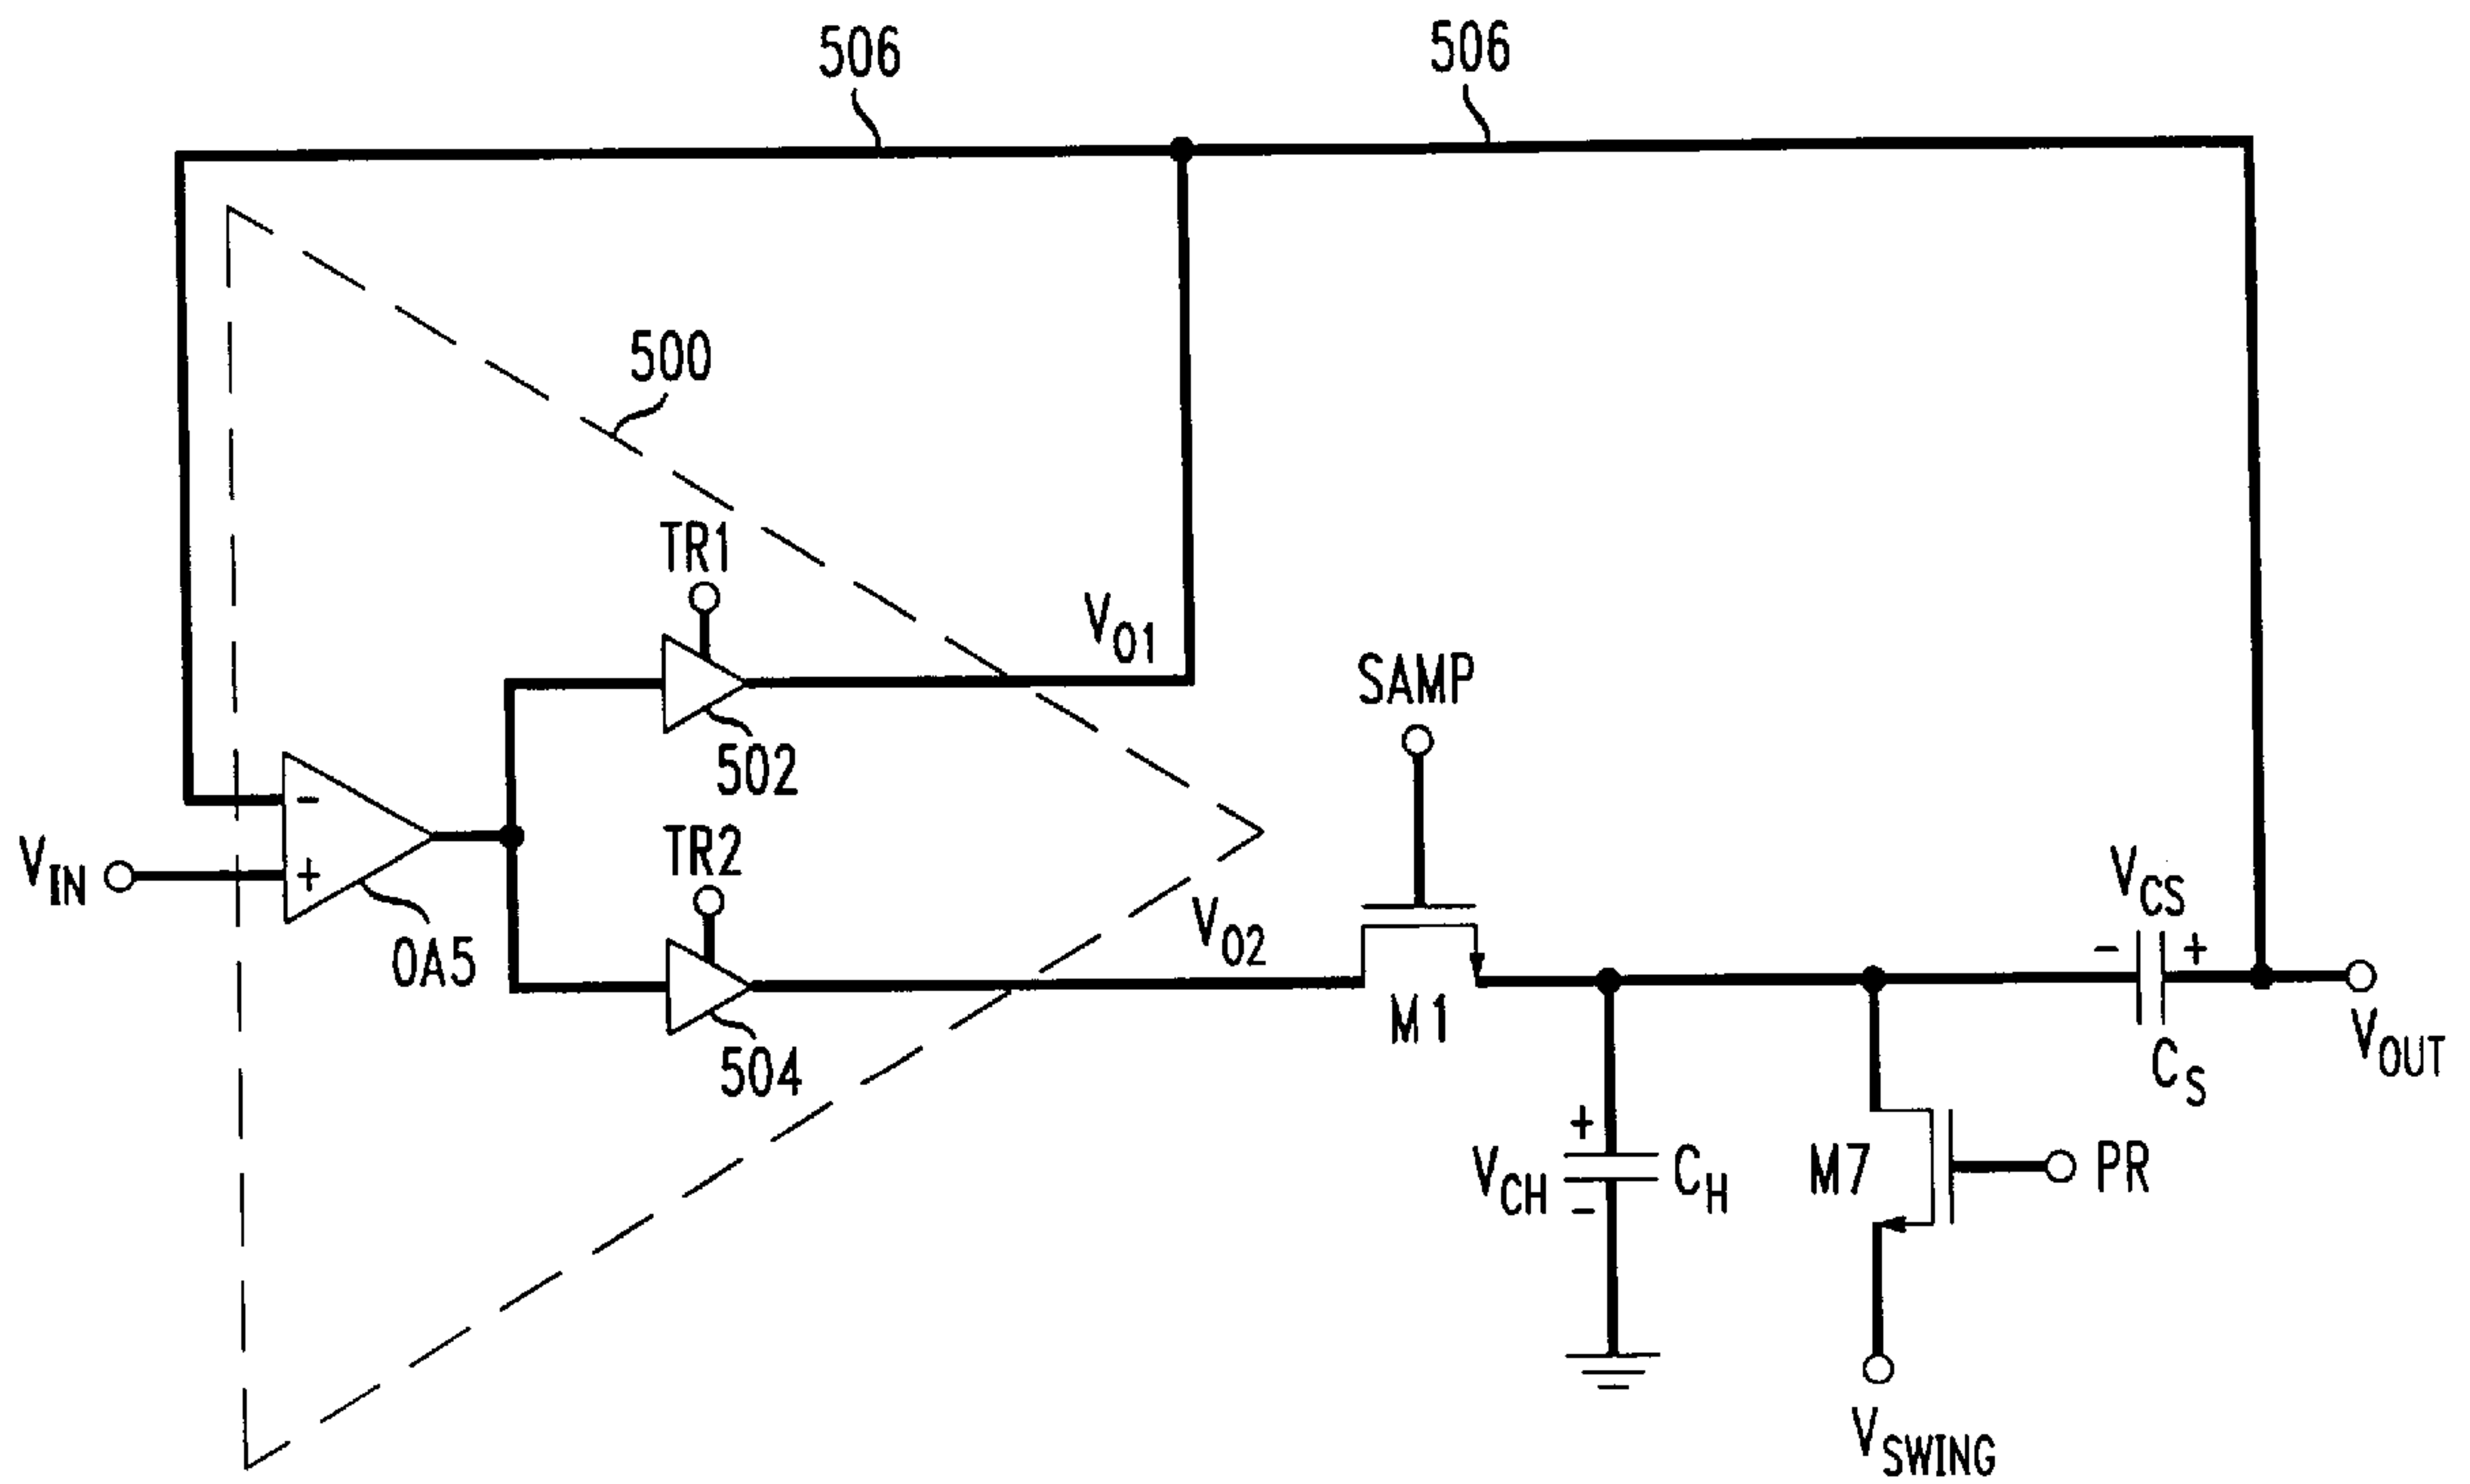 506
506
500
TR1
V01
502
SAMP
TR2
VIN
-
+
OA5
V02
VCS
-
+
M1
504
CS
VOUT
+
VCH
CH
-
M7
PR
VSWING